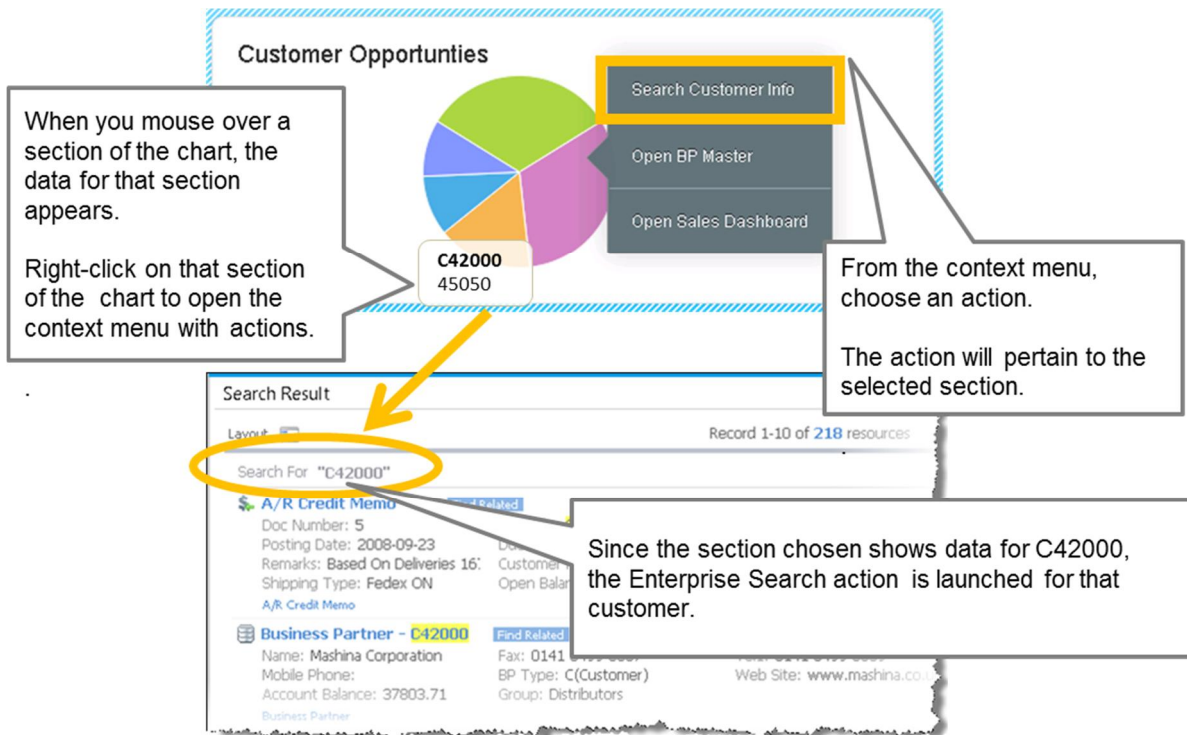 Customer Opportunties
Search Customer Info
Open BP Master
Open Sales Dashboard
When you mouse over a
section of the chart, the
data for that section
appears.
Right-click on that section
of the chart to open the
context menu with actions.
C42000
45050
From the context menu,
choose an action.
The action will pertain to the
selected section.
.
Search Result
Layout
Record 1-10 of 218 resources
Search For "C42000"
A/R Credit Memo
Related
Doc Number: 5
Posting Date: 2008-09-23
Remarks: Based On Deliveries 16
Customer
Shipping Type: Fedex ON
Open Balan
A/R Credit Memo
Since the section chosen shows data for C42000,
the Enterprise Search action is launched for that
customer.
Business Partner - C42000 Find Related
Name: Mashina Corporation Fax: 0141
Mobile Phone: BP Type: C(Customer) Web Site: www.mashina.co.u
Account Balance: 37803.71 Group: Distributors
Business Partner